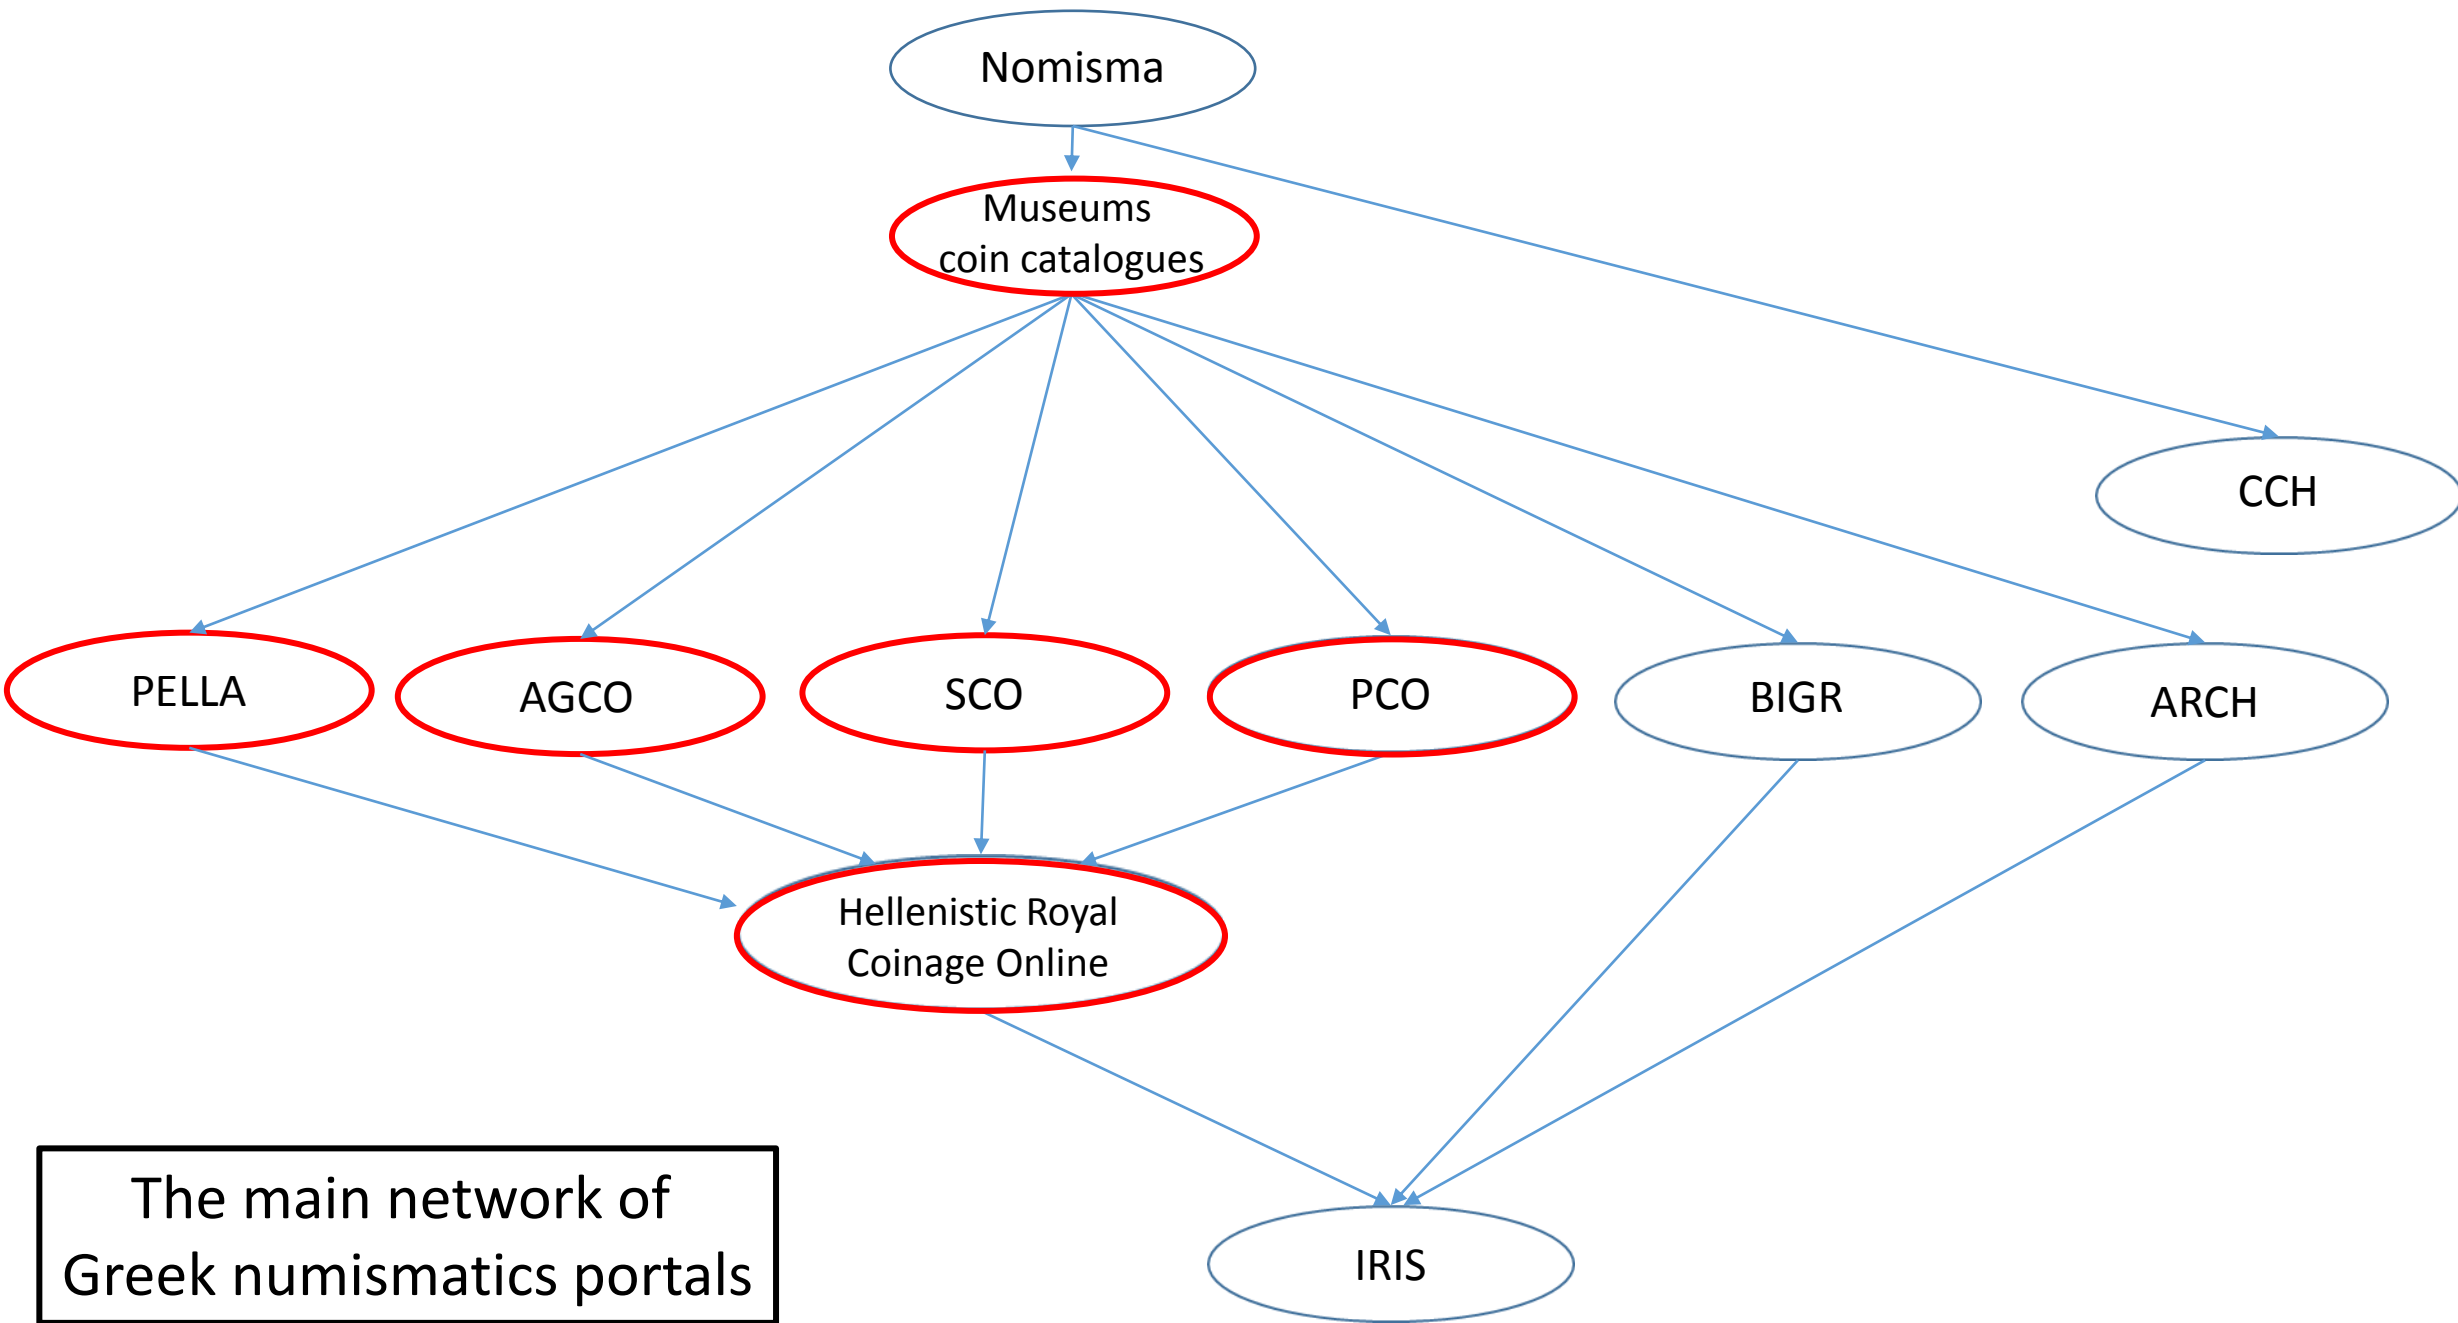 Nomisma
Museums
coin catalogues
CCH
PELLA
AGCO
SCO
PCO
BIGR
ARCH
Hellenistic Royal
Coinage Online
The main network of
Greek numismatics portals
IRIS